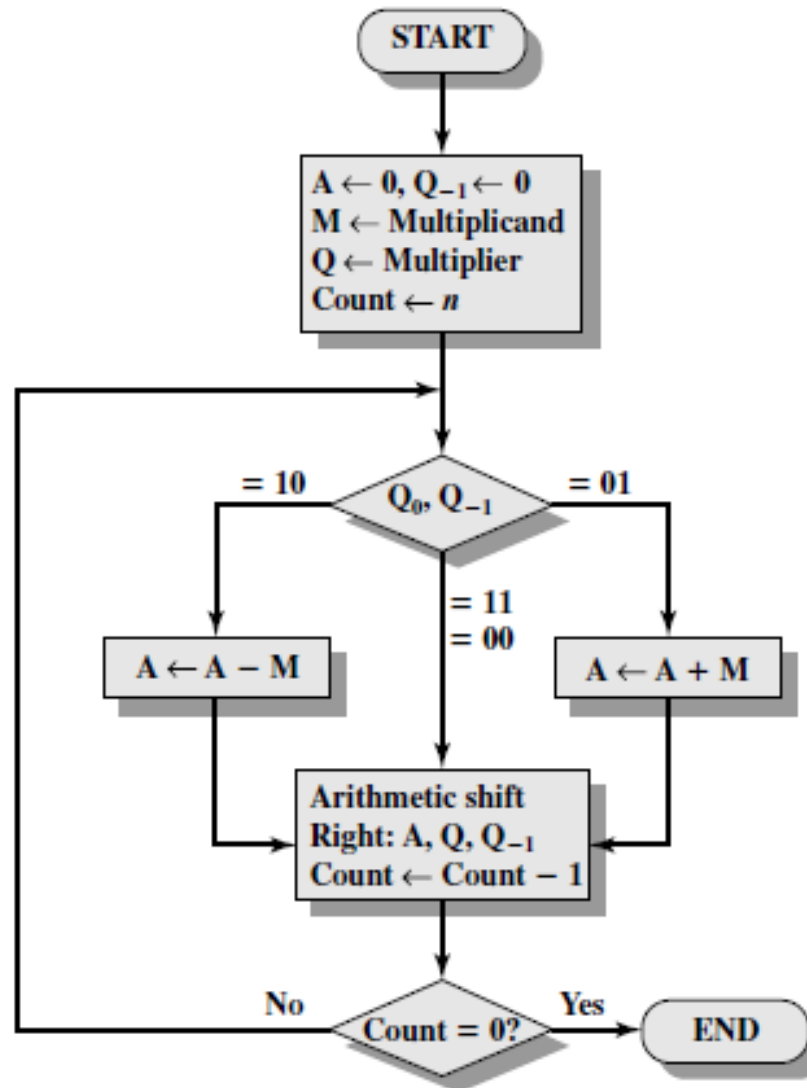 START
A ← 0, Q₋₁ ← 0
M ← Multiplicand
Q ← Multiplier
Count ← n
= 10
Q₀, Q₋₁
= 01
= 11
= 00
A ← A − M
A ← A + M
Arithmetic shift
Right: A, Q, Q₋₁
Count ← Count − 1
No
Count = 0?
Yes
END